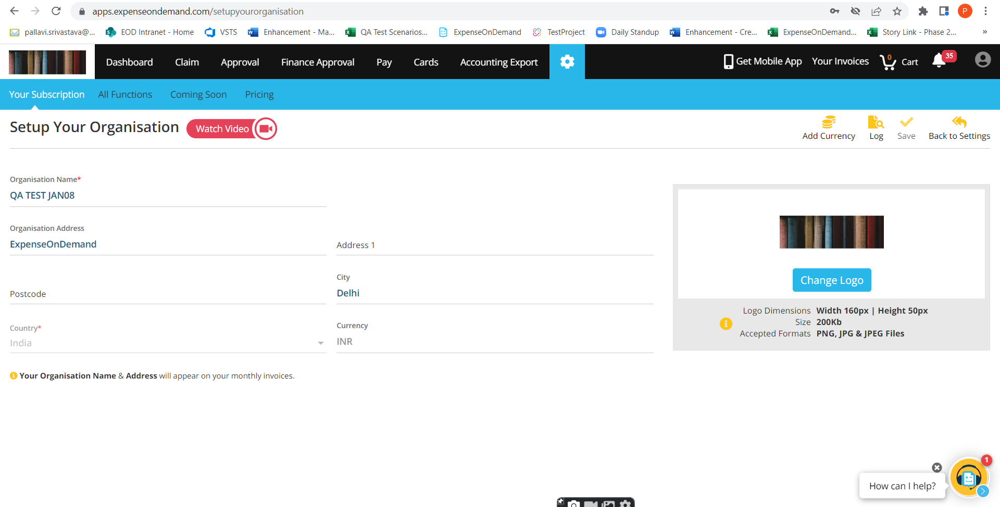 apps.expenseondemand.com/setupyourorganisation
P
pallavi.srivastava@...
EOD Intranet - Home
VSTS
Enhancement - Ma...
QA Test Scenarios...
ExpenseOnDemand
TestProject
Daily Standup
Enhancement - Cre...
ExpenseOnDemand...
Story Link - Phase 2...
»
Dashboard
Claim
Approval
Finance Approval
Pay
Cards
Accounting Export
Get Mobile App
Your Invoices
0
Cart
35
Your Subscription
All Functions
Coming Soon
Pricing
Setup Your Organisation
Watch Video
Add Currency
Log
Save
Back to Settings
Organisation Name*
QA TEST JAN08
Organisation Address
ExpenseOnDemand
Address 1
Postcode
City
Delhi
Country*
India
Currency
INR
Change Logo
Logo Dimensions Width 160px | Height 50px
Size 200Kb
Accepted Formats PNG, JPG & JPEG Files
Your Organisation Name & Address will appear on your monthly invoices.
1
How can I help?